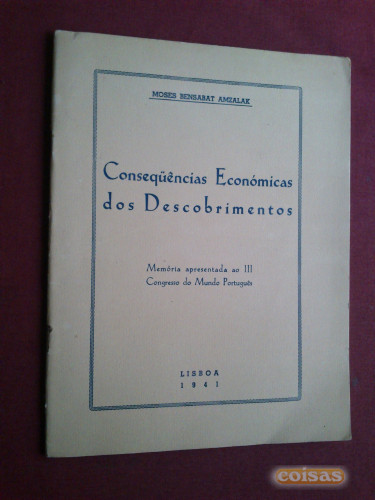 MOSES BENSABAT AMZALAK
Conseqüências Económicas
dos Descobrimentos
Memória apresentada ao III
Congresso do Mundo Português
LISBOA
1941
coisas